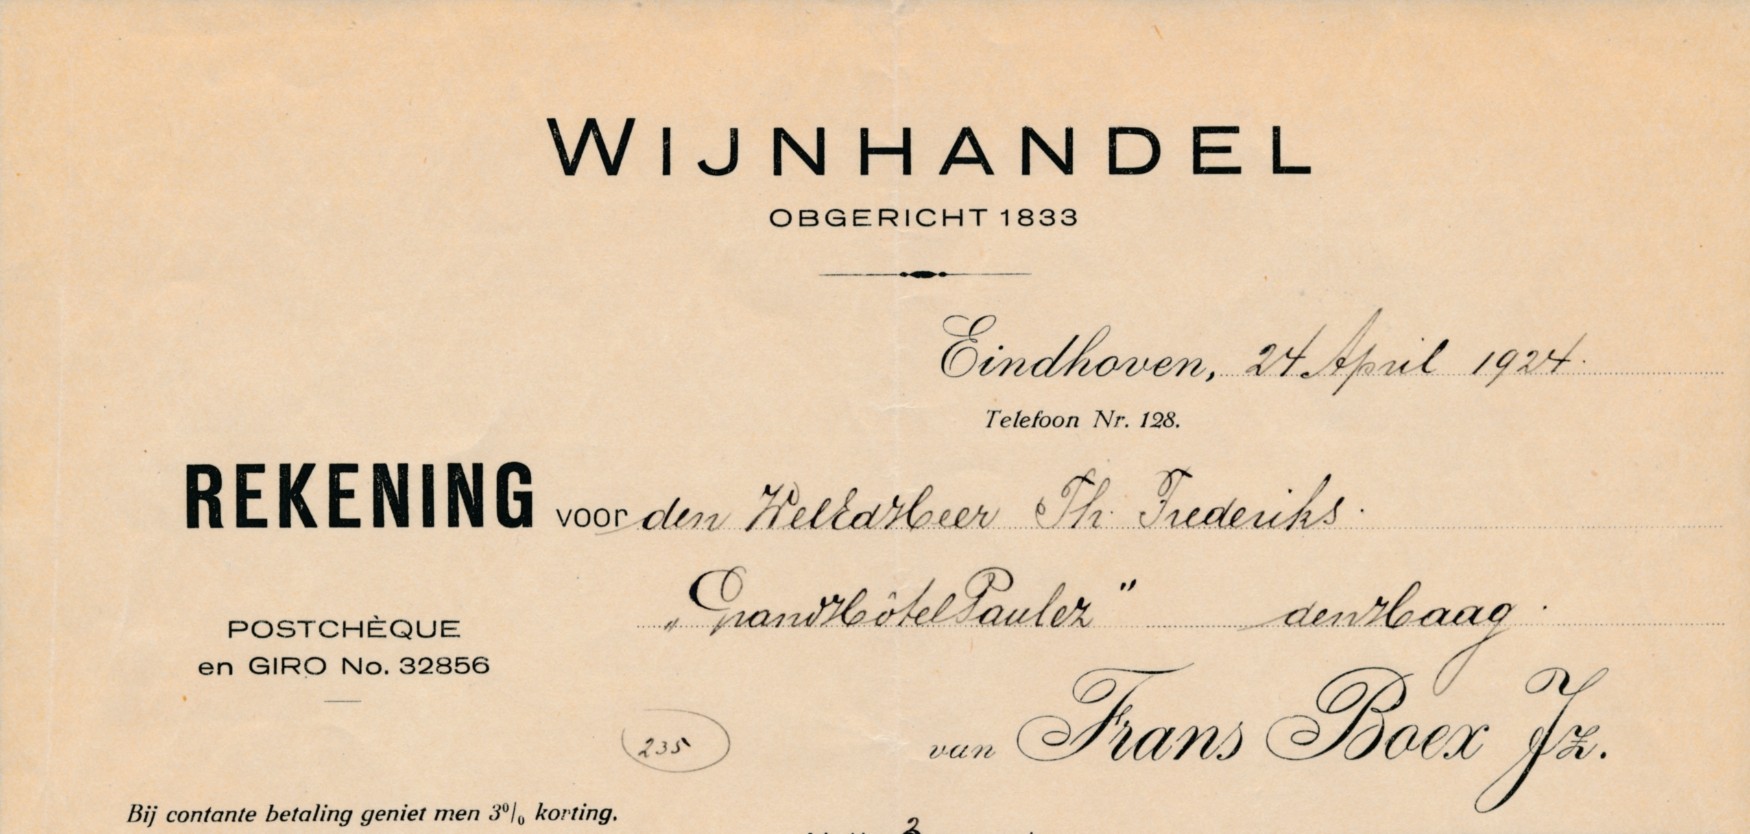 WIJNHANDEL
OBGERICHT 1833
Eindhoven, 24 April 1924.
Telefoon Nr. 128.
REKENING voor den WelEdHeer Th. Frederiks.
„Grand Hôtel Paulez” den Haag.
POSTCHÈQUE
en GIRO No. 32856
van Frans Boex Jz.
235
Bij contante betaling geniet men 3% korting.